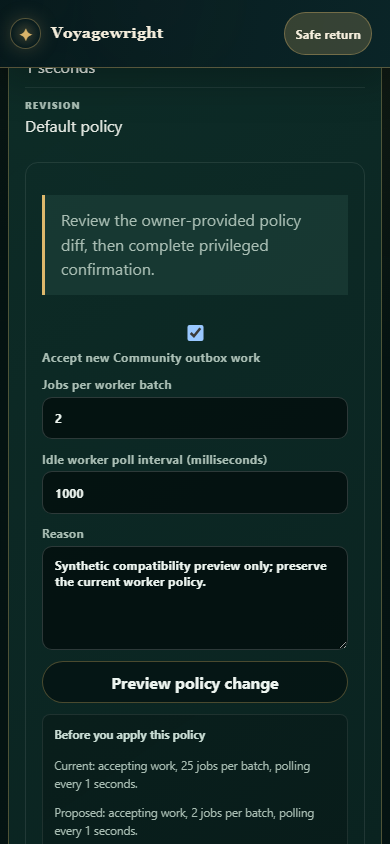 Voyagewright
Safe return
1 seconds
REVISION
Default policy
Review the owner-provided policy
diff, then complete privileged
confirmation.
Accept new Community outbox work
Jobs per worker batch
2
Idle worker poll interval (milliseconds)
1000
Reason
Synthetic compatibility preview only; preserve
the current worker policy.
Preview policy change
Before you apply this policy
Current: accepting work, 25 jobs per batch, polling
every 1 seconds.
Proposed: accepting work, 2 jobs per batch, polling
every 1 seconds.